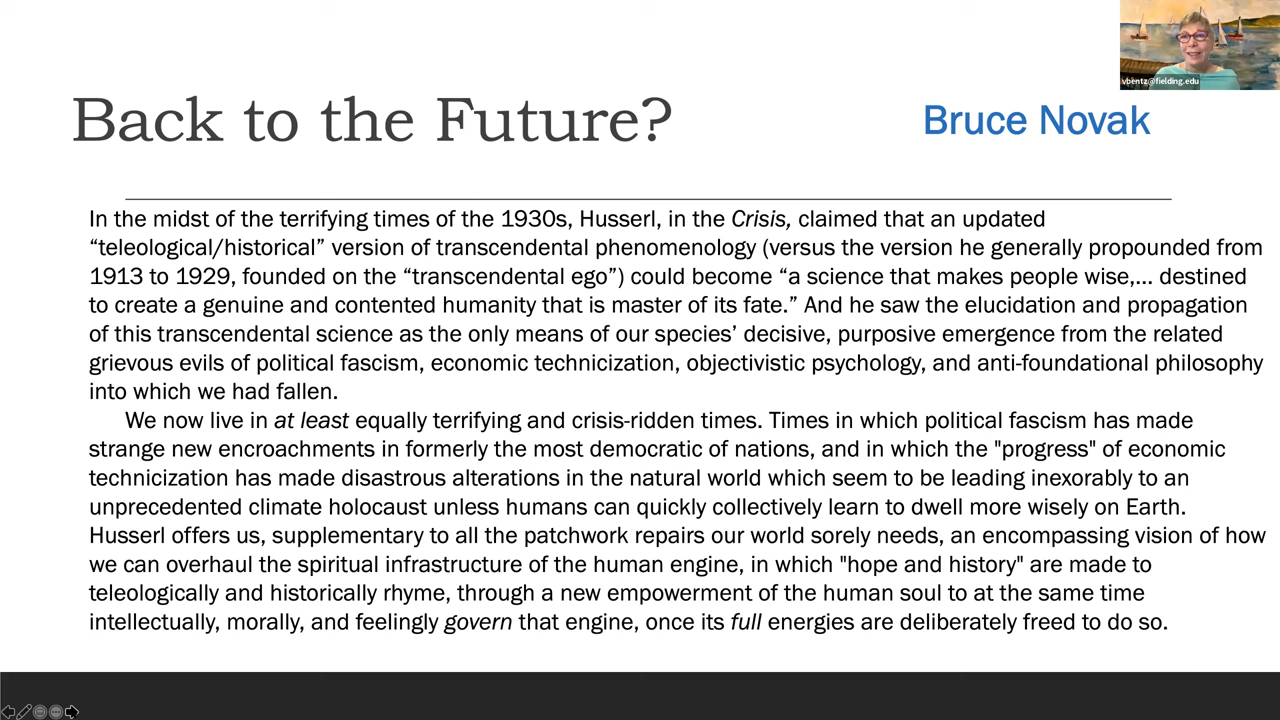 vbentz@fielding.edu
Back to the Future?
Bruce Novak
In the midst of the terrifying times of the 1930s, Husserl, in the Crisis, claimed that an updated
“teleological/historical” version of transcendental phenomenology (versus the version he generally propounded from
1913 to 1929, founded on the “transcendental ego”) could become “a science that makes people wise,... destined
to create a genuine and contented humanity that is master of its fate.” And he saw the elucidation and propagation
of this transcendental science as the only means of our species’ decisive, purposive emergence from the related
grievous evils of political fascism, economic technicization, objectivistic psychology, and anti-foundational philosophy
into which we had fallen.
We now live in at least equally terrifying and crisis-ridden times. Times in which political fascism has made
strange new encroachments in formerly the most democratic of nations, and in which the "progress" of economic
technicization has made disastrous alterations in the natural world which seem to be leading inexorably to an
unprecedented climate holocaust unless humans can quickly collectively learn to dwell more wisely on Earth.
Husserl offers us, supplementary to all the patchwork repairs our world sorely needs, an encompassing vision of how
we can overhaul the spiritual infrastructure of the human engine, in which "hope and history" are made to
teleologically and historically rhyme, through a new empowerment of the human soul to at the same time
intellectually, morally, and feelingly govern that engine, once its full energies are deliberately freed to do so.